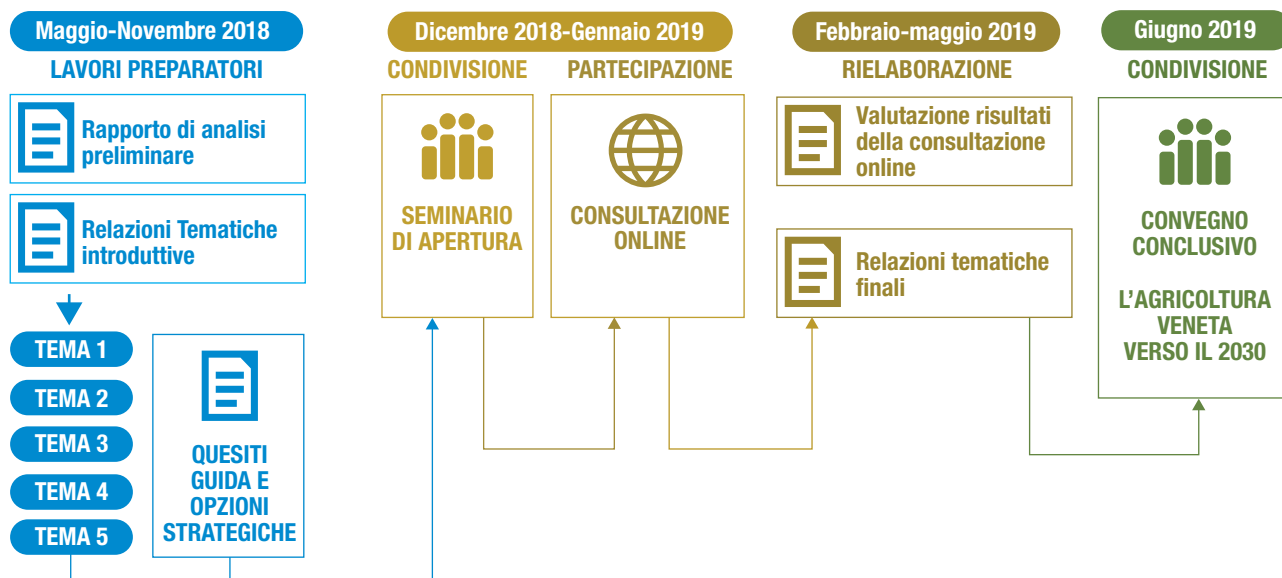 Maggio-Novembre 2018
LAVORI PREPARATORI
Rapporto di analisi
preliminare
Relazioni Tematiche
introduttive
TEMA 1
TEMA 2
TEMA 3
TEMA 4
TEMA 5
QUESITI
GUIDA E
OPZIONI
STRATEGICHE
Dicembre 2018-Gennaio 2019
CONDIVISIONE
SEMINARIO
DI APERTURA
PARTECIPAZIONE
CONSULTAZIONE
ONLINE
Febbraio-maggio 2019
RIELABORAZIONE
Valutazione risultati
della consultazione
online
Relazioni tematiche
finali
Giugno 2019
CONDIVISIONE
CONVEGNO
CONCLUSIVO
L’AGRICOLTURA
VENETA
VERSO IL 2030